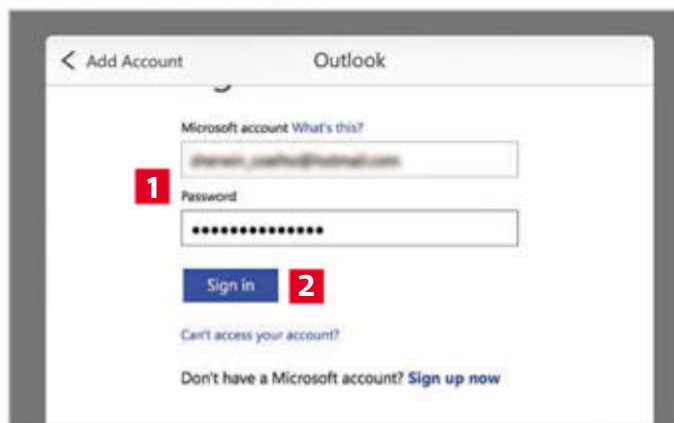 Add Account Outlook
Microsoft account What's this?
1
Password
••••••••••••••
Sign in 2
Can't access your account?
Don't have a Microsoft account? Sign up now